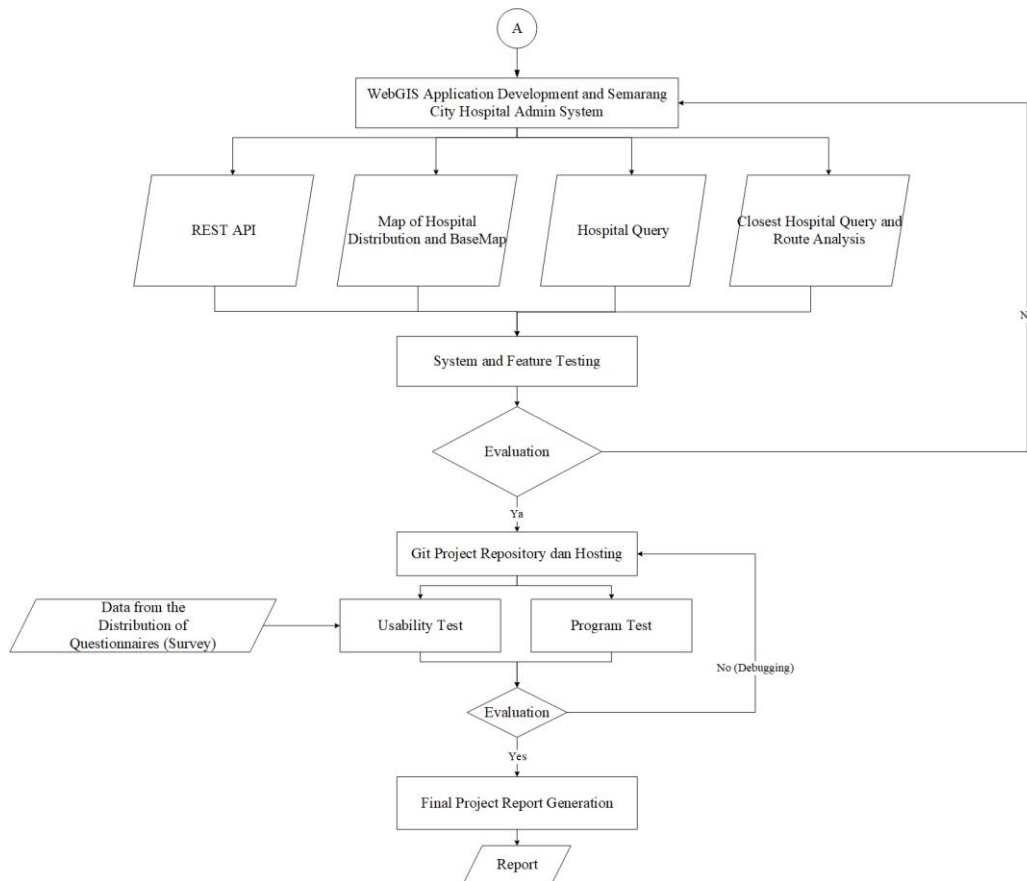 A
WebGIS Application Development and Semarang
City Hospital Admin System
REST API
Map of Hospital
Distribution and BaseMap
Hospital Query
Closest Hospital Query and
Route Analysis
N
System and Feature Testing
Evaluation
Ya
Git Project Repository dan Hosting
Data from the
Distribution of
Questionnaires (Survey)
Usability Test
Program Test
No (Debugging)
Evaluation
Yes
Final Project Report Generation
Report